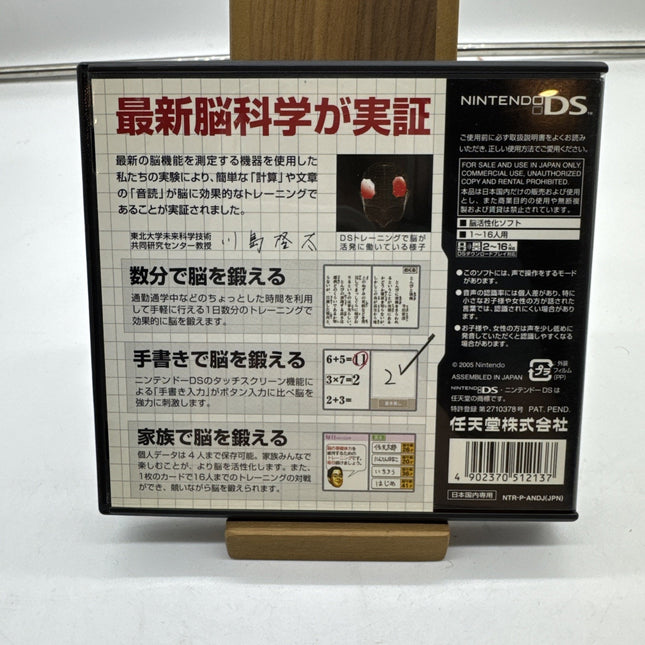 最新脳科学が実証
最新の脳機能を測定する機器を使用した
私たちの実験により、簡単な「計算」や文章
の「音読」が脳に効果的なトレーニングで
あることが実証されました。
東北大学未来科学技術
共同研究センター教授
川島隆太
DSトレーニングで脳が
活発に働いている様子
数分で脳を鍛える
通勤通学中などのちょっとした時間を利用
して手軽に行える1日数分のトレーニングで
効果的に脳を鍛えます。
手書きで脳を鍛える
ニンテンドーDSのタッチスクリーン機能に
よる「手書き入力」がボタン入力に比べ脳を
強力に刺激します。
6+5=11
3×7=2
2+3=
2
家族で脳を鍛える
個人データは4人まで保存可能。家族みんなで
楽しむことが、より脳を活性化します。また、
1枚のカードで16人までのトレーニングの対戦
ができ、競いながら脳を鍛えられます。
NINTENDO DS™
ご使用前に必ず取扱説明書をよくお読み
いただき、正しい使用方法でご愛用ください。
FOR SALE AND USE IN JAPAN ONLY
COMMERCIAL USE, UNAUTHORIZED
COPY AND RENTAL PROHIBITED.
本品は日本国内だけの販売および使用と
し、また商業目的の使用や無断複
製および賃貸は禁止されています。
脳活性化ソフト
1〜16人用
2〜16
DSダウンロードプレイ対応
●このソフトには、声で操作をするモード
があります。
●音声の認識率には個人差があり、特に
小さなお子様や女性の方が話された
言葉では、認識されにくい場合があり
ます。
●お子様や、女性の方は声を少し低めに
発音していただくと認識しやすくなる
場合があります。
© 2005 Nintendo
ASSEMBLED IN JAPAN
プラ
外装
フィルム
(PP)
NINTENDO DS・ニンテンドーDSは
任天堂の商標です。
特許登録 第2710378号 PAT. PEND.
任天堂株式会社
4 902370 512137
日本国内専用
NTR-P-ANDJ(JPN)